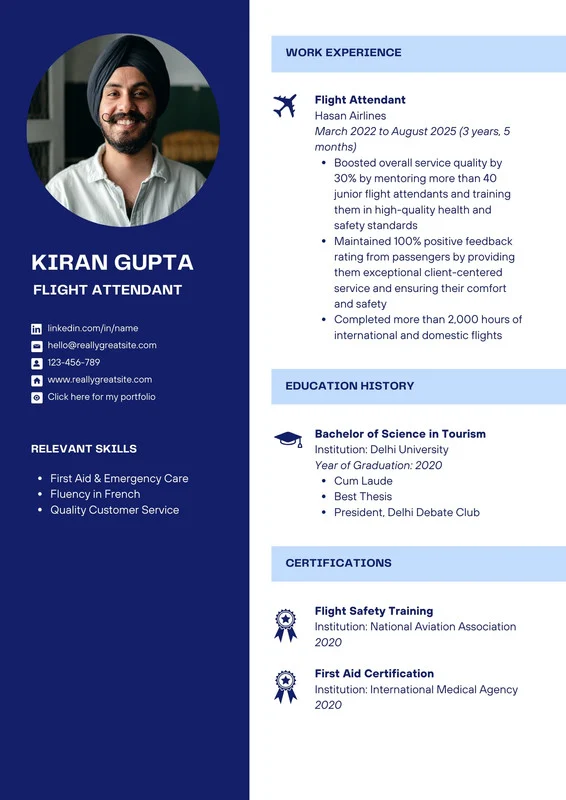 KIRAN GUPTA
FLIGHT ATTENDANT
linkedin.com/in/name
hello@reallygreatsite.com
123-456-789
www.reallygreatsite.com
Click here for my portfolio
RELEVANT SKILLS
• First Aid & Emergency Care
• Fluency in French
• Quality Customer Service
WORK EXPERIENCE
Flight Attendant
Hasan Airlines
March 2022 to August 2025 (3 years, 5
months)
• Boosted overall service quality by
30% by mentoring more than 40
junior flight attendants and training
them in high-quality health and
safety standards
• Maintained 100% positive feedback
rating from passengers by providing
them exceptional client-centered
service and ensuring their comfort
and safety
• Completed more than 2,000 hours of
international and domestic flights
EDUCATION HISTORY
Bachelor of Science in Tourism
Institution: Delhi University
Year of Graduation: 2020
• Cum Laude
• Best Thesis
• President, Delhi Debate Club
CERTIFICATIONS
Flight Safety Training
Institution: National Aviation Association
2020
First Aid Certification
Institution: International Medical Agency
2020